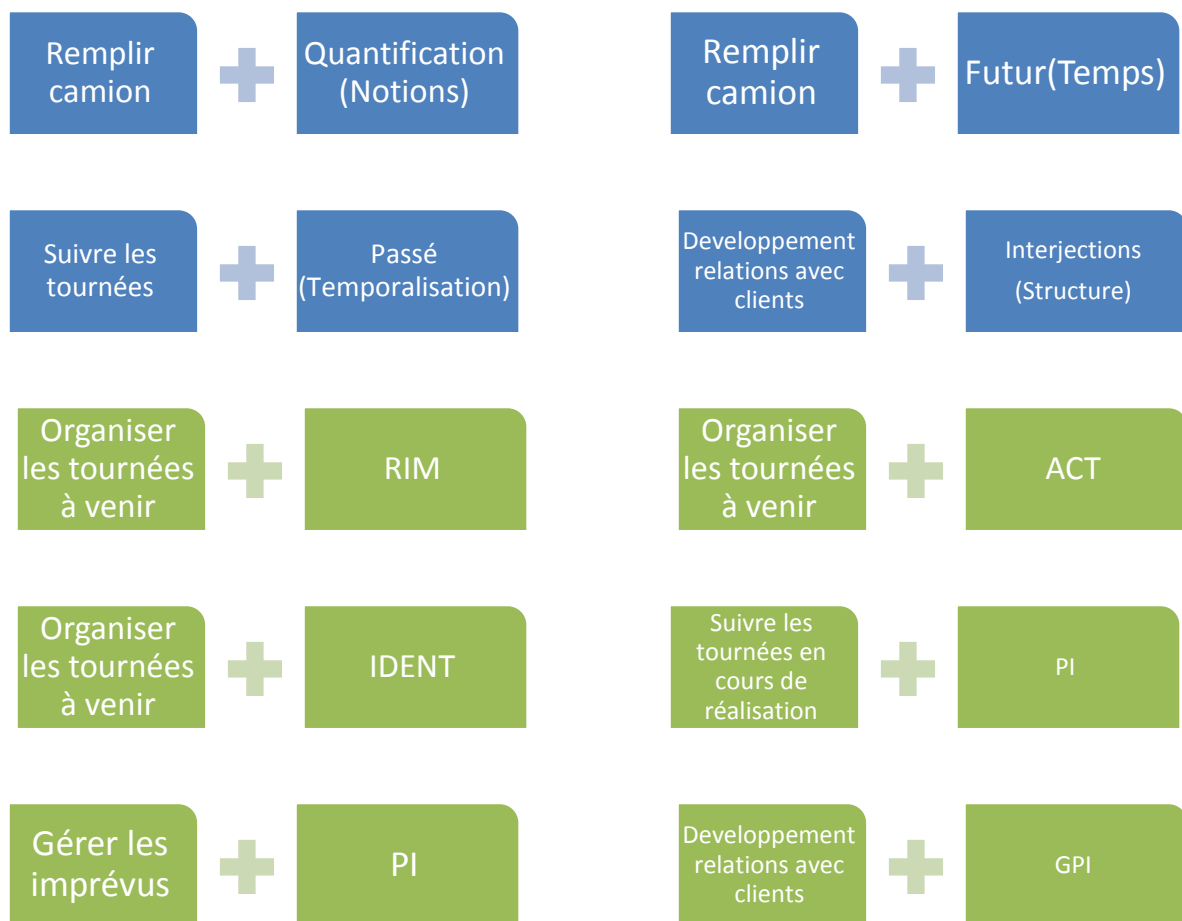 Remplir
camion
Quantification
(Notions)
Remplir
camion
Futur(Temps)
Suivre les
tournées
Passé
(Temporalisation)
Developpement
relations avec
clients
Interjections
(Structure)
Organiser
les tournées
à venir
RIM
Organiser
les tournées
à venir
ACT
Organiser
les tournées
à venir
IDENT
Suivre les
tournées en
cours de
réalisation
PI
Gérer les
imprévus
PI
Developpement
relations avec
clients
GPI